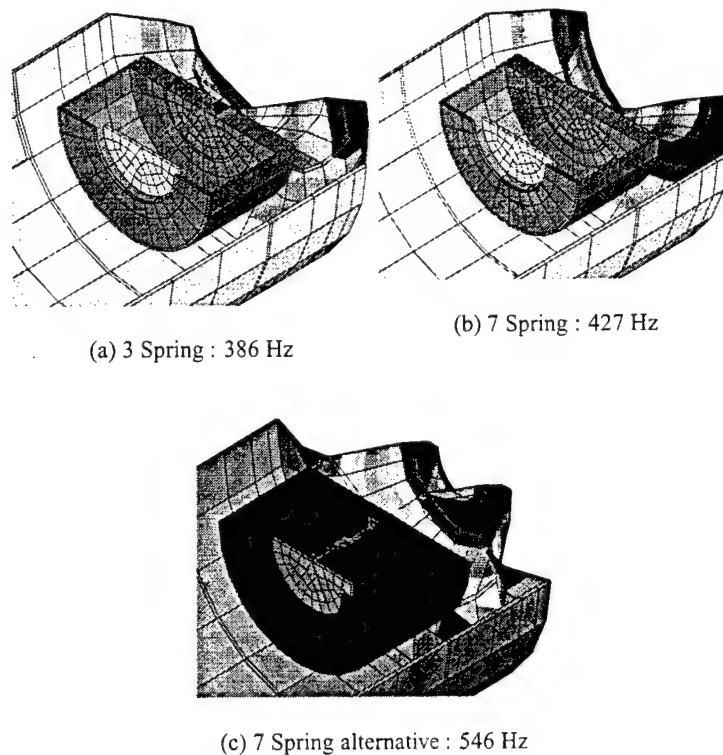 (a) 3 Spring : 386 Hz
(b) 7 Spring : 427 Hz
(c) 7 Spring alternative : 546 Hz